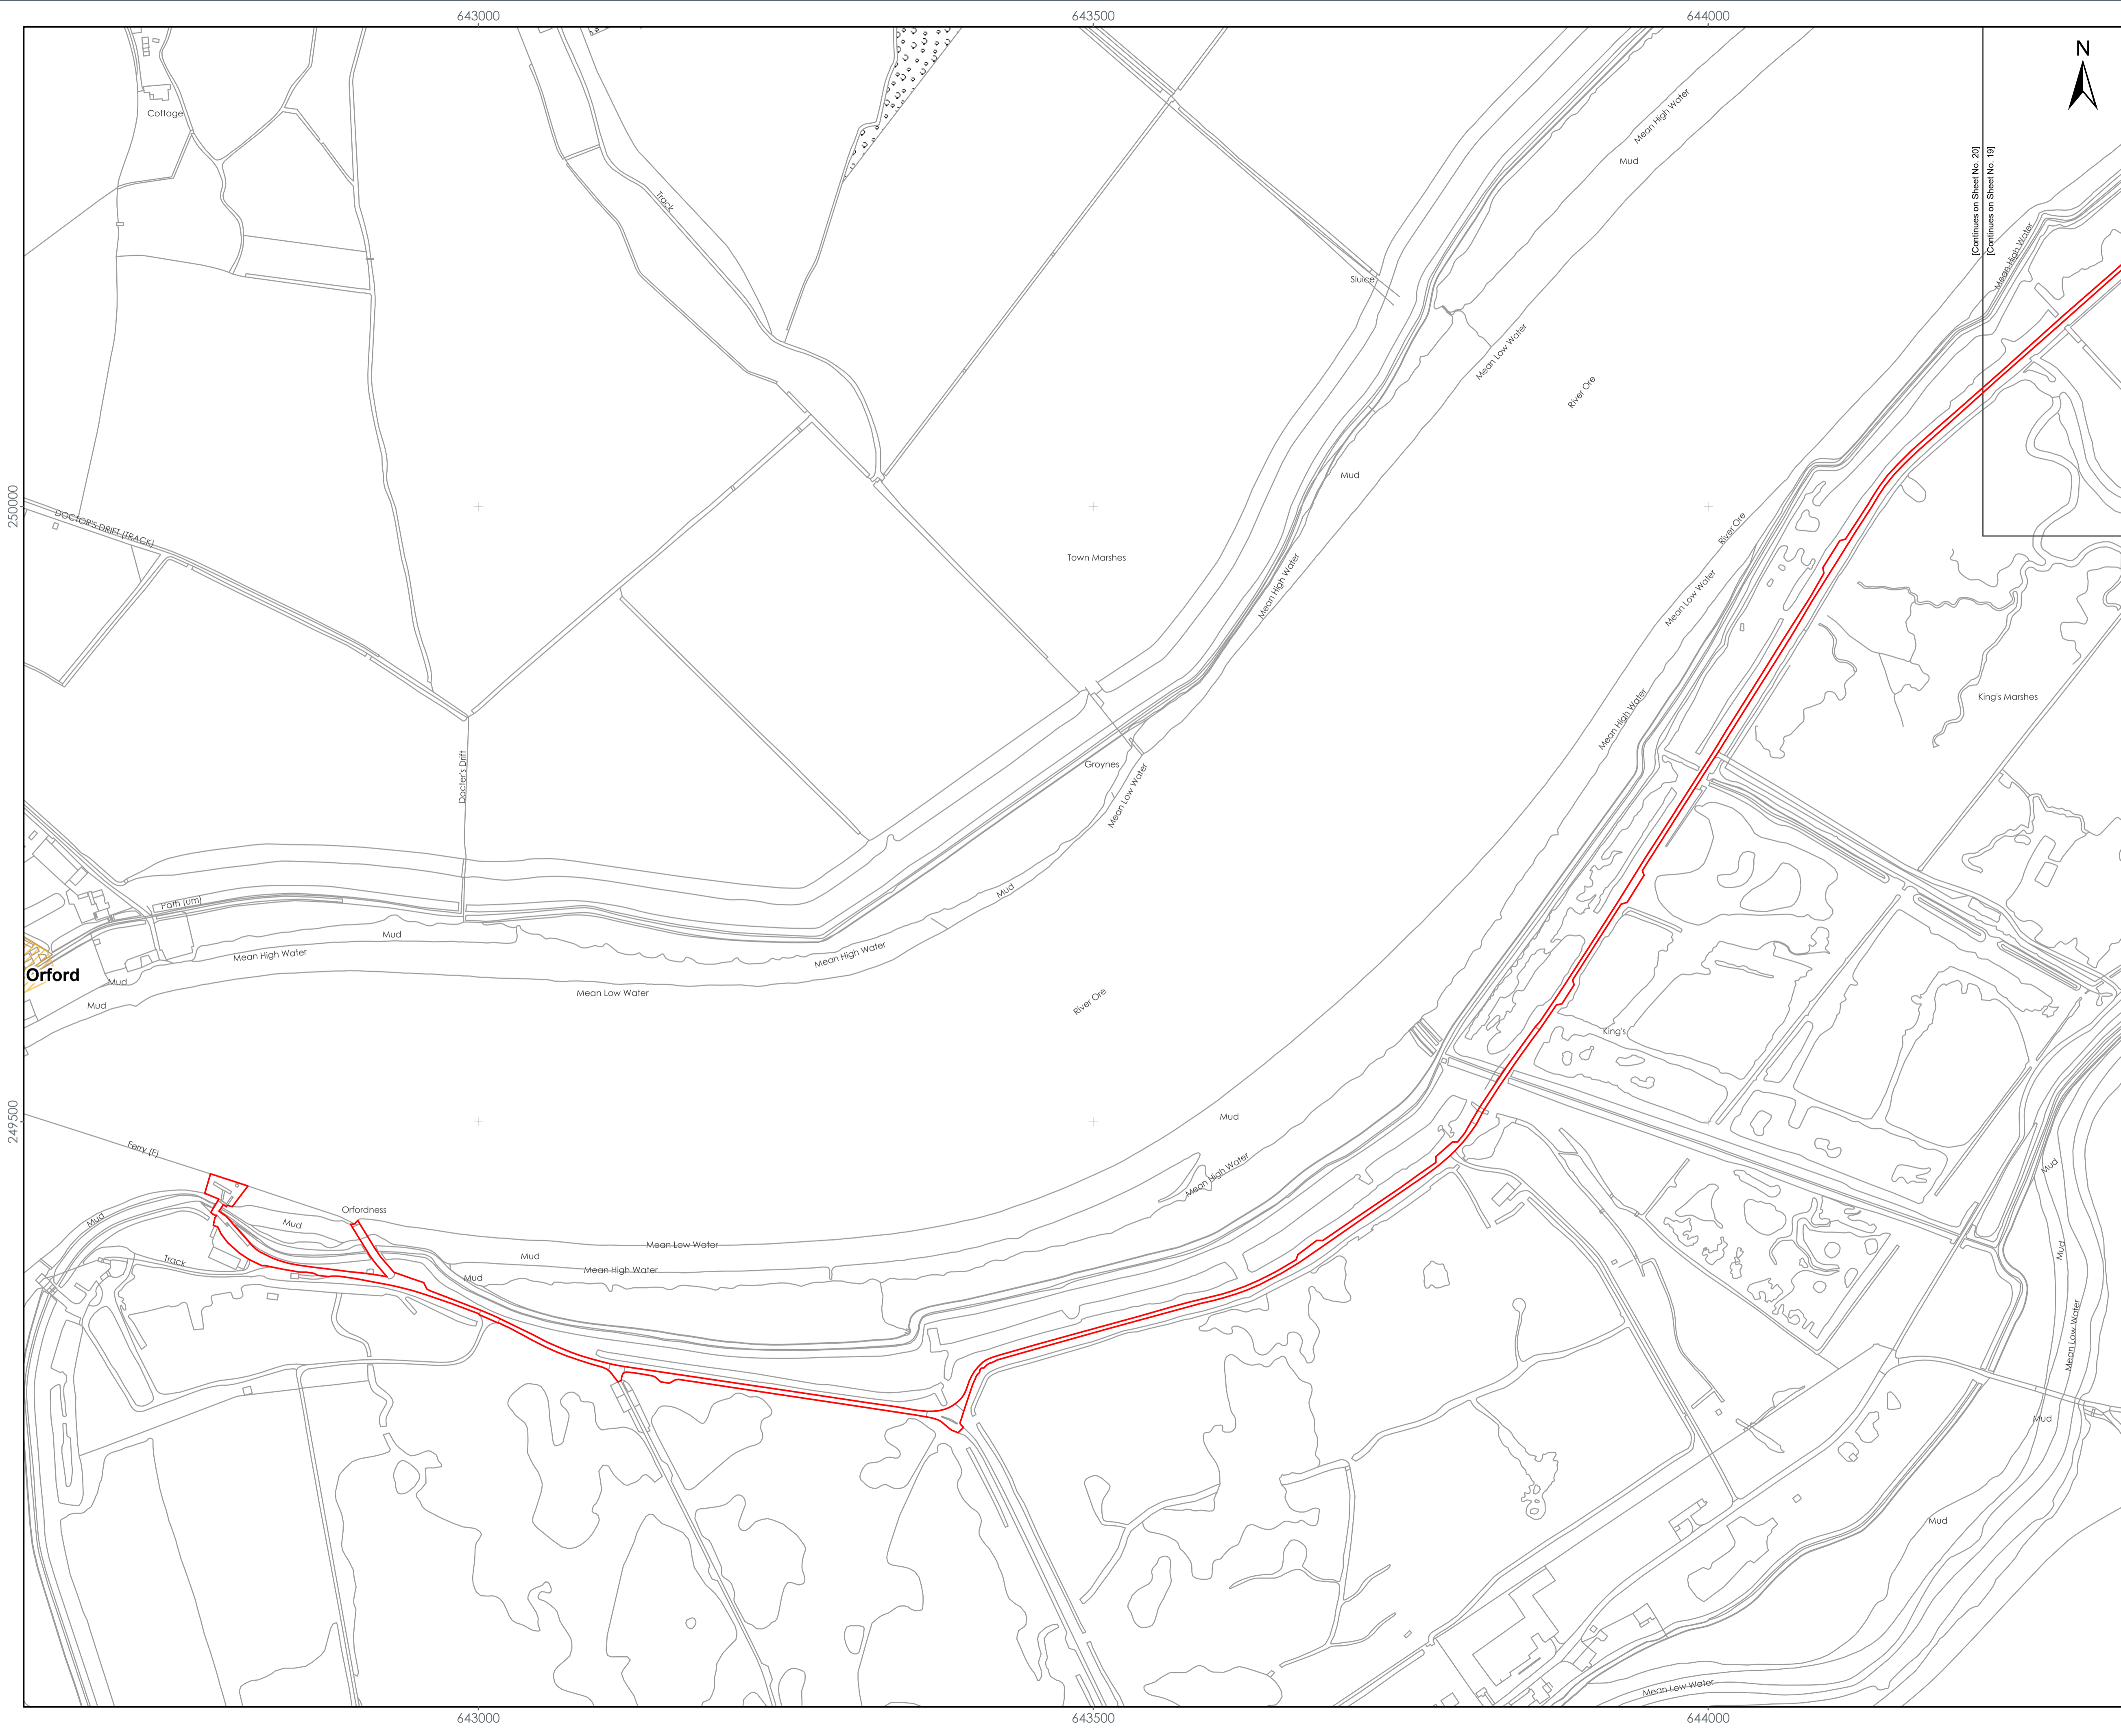 643000
643500
644000
N
Cottage
Mean High Water
Mud
[Continues on Sheet No. 20]
[Continues on Sheet No. 19]
Track
Mean High Water
Sluice
Mean Low Water
River Ore
Mud
250000
DOCTOR'S DRIFT (TRACK)
River Ore
Town Marshes
Mean High Water
Mean Low Water
King's Marshes
Mean High Water
Doctor's Drift
Groynes
Mean Low Water
Mud
Path (um)
Mud
Mean High Water
Mean High Water
Orford
Mud
Mean Low Water
Mud
River Ore
King's
249500
Mud
Ferry (F)
Mean High Water
Mud
Orfordness
Mud
Mud
Mean Low Water
Mud
Mud
Track
Mean High Water
Mud
Mean Low Water
Mud
Mud
Mean Low Water
643000
643500
644000